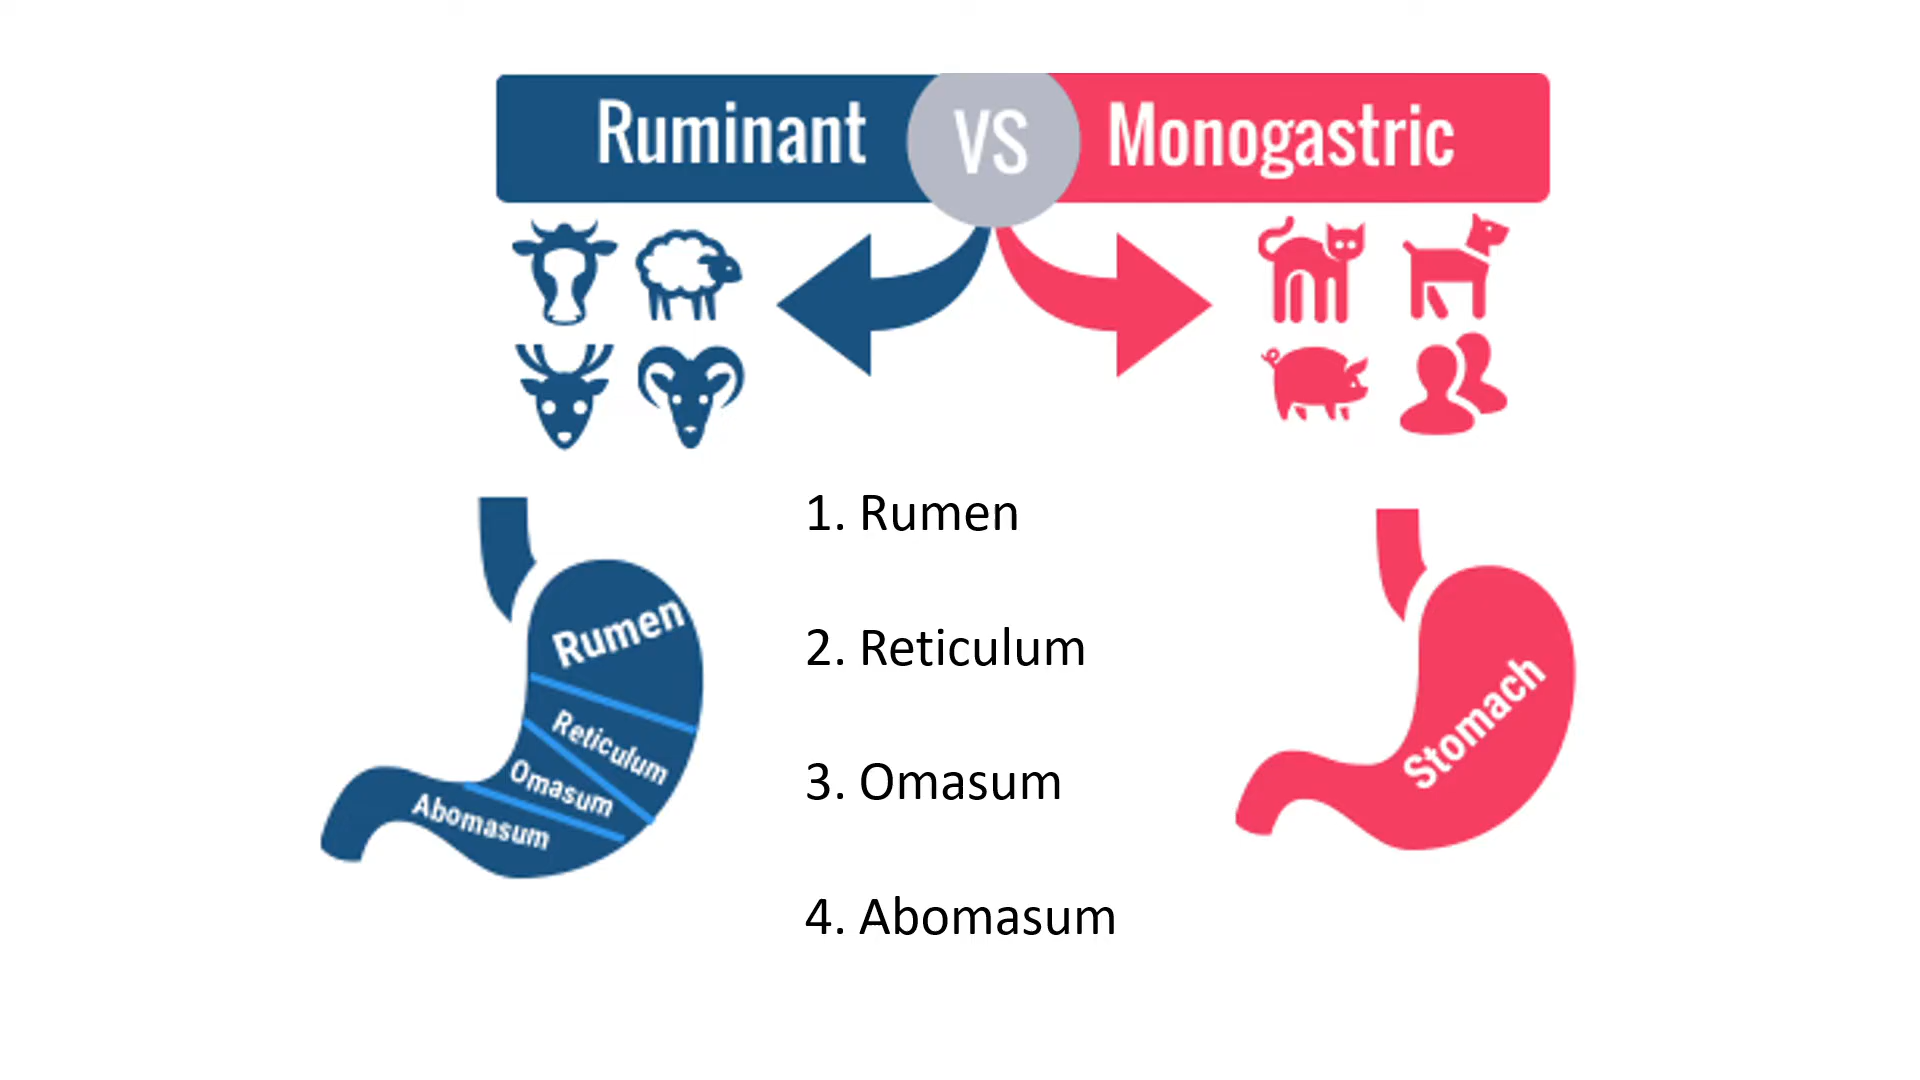 Ruminant VS Monogastric
1. Rumen
2. Reticulum
3. Omasum
4. Abomasum
Rumen
Reticulum
Omasum
Abomasum
Stomach